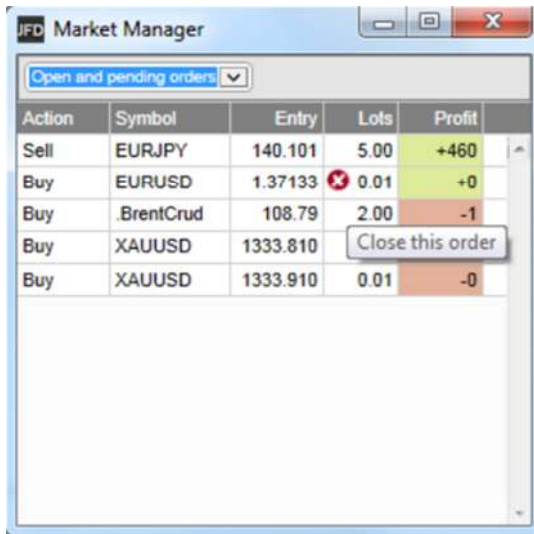 JFD Market Manager
Open and pending orders
Action Symbol Entry Lots Profit
Sell EURJPY 140.101 5.00 +460
Buy EURUSD 1.37133 0.01 +0
Buy .BrentCrud 108.79 2.00 -1
Buy XAUUSD 1333.810 Close this order
Buy XAUUSD 1333.910 0.01 -0